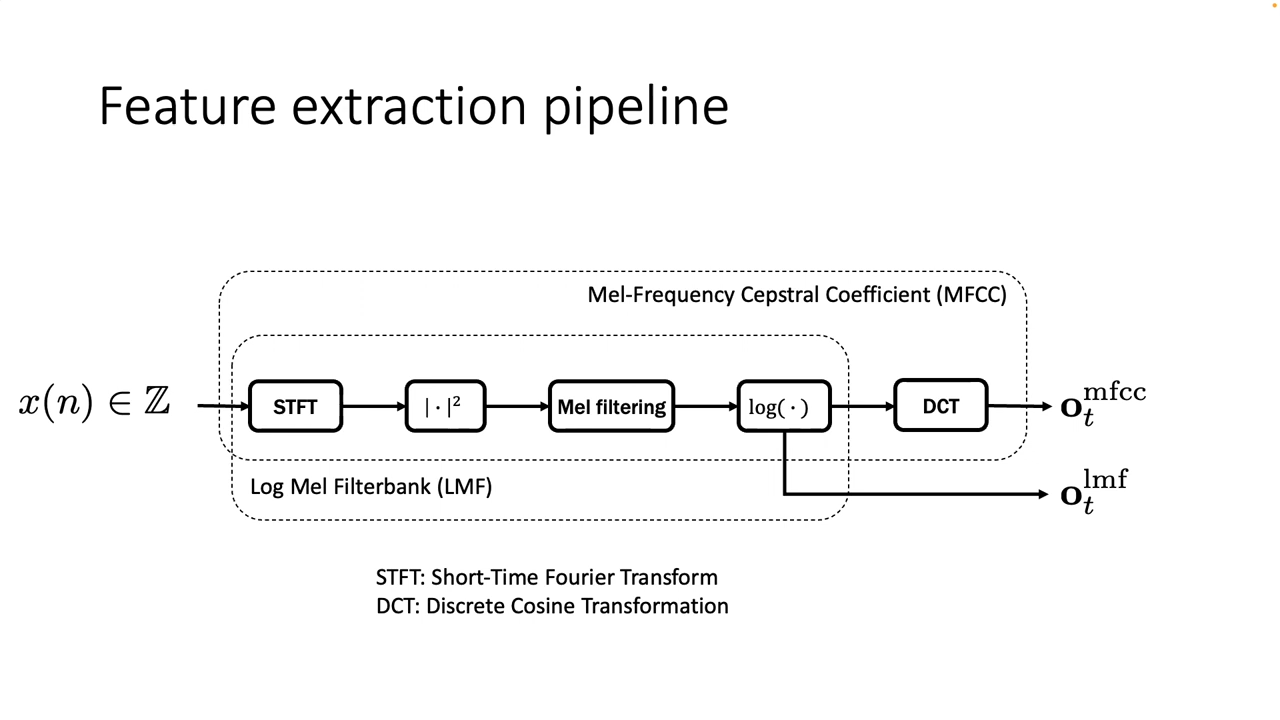 Feature extraction pipeline
Mel-Frequency Cepstral Coefficient (MFCC)
x(n) ∈ ℤ
STFT
|·|²
Mel filtering
log(·)
DCT
o_t^mfcc
Log Mel Filterbank (LMF)
o_t^lmf
STFT: Short-Time Fourier Transform
DCT: Discrete Cosine Transformation